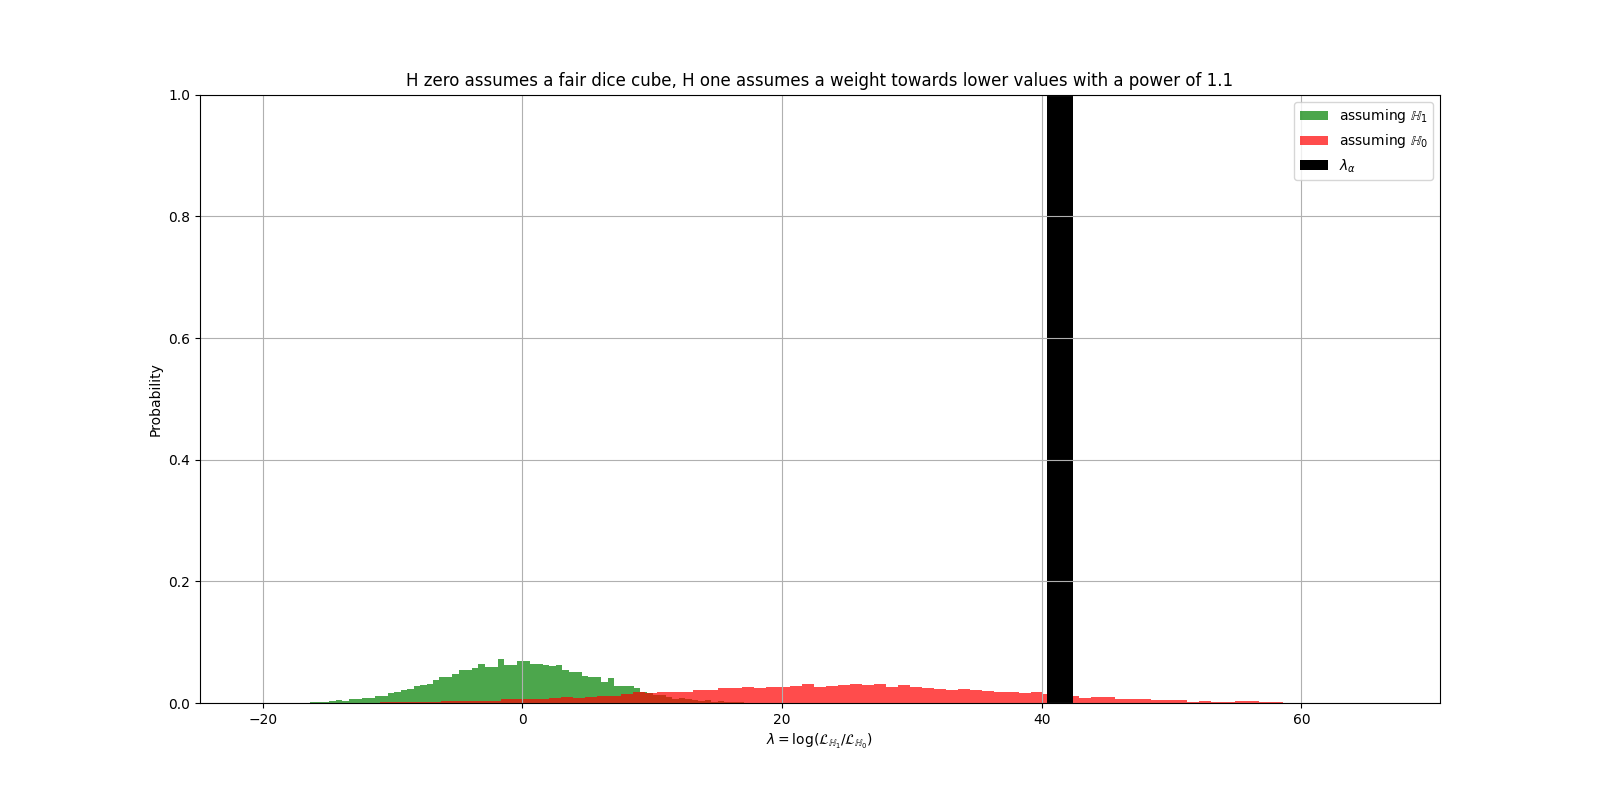 H zero assumes a fair dice cube, H one assumes a weight towards lower values with a power of 1.1
1.0
0.8
0.6
0.4
0.2
0.0
Probability
assuming ℍ₁
assuming ℍ₀
λ_α
−20
0
20
40
60
λ = log(ℒ_ℍ₁/ℒ_ℍ₀)